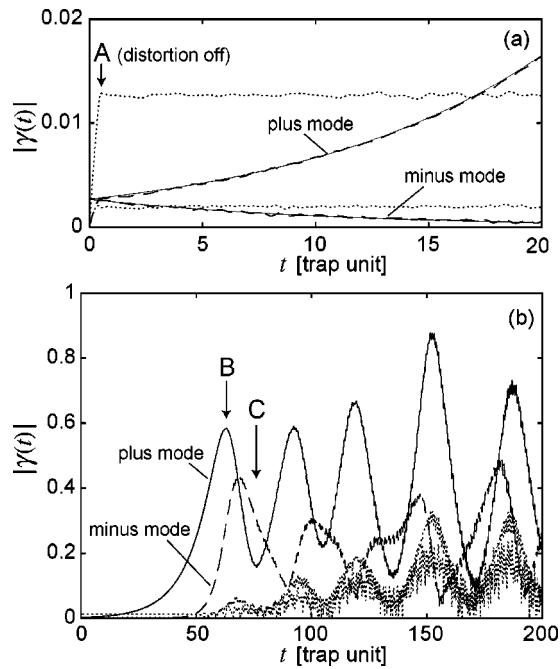 0.02
A (distortion off)
(a)
|γ(t)|
0.01
plus mode
minus mode
0
0 5 10 15 20
t [trap unit]
1
(b)
0.8
B
|γ(t)|
0.6
C
plus mode
0.4
minus mode
0.2
0
0 50 100 150 200
t [trap unit]